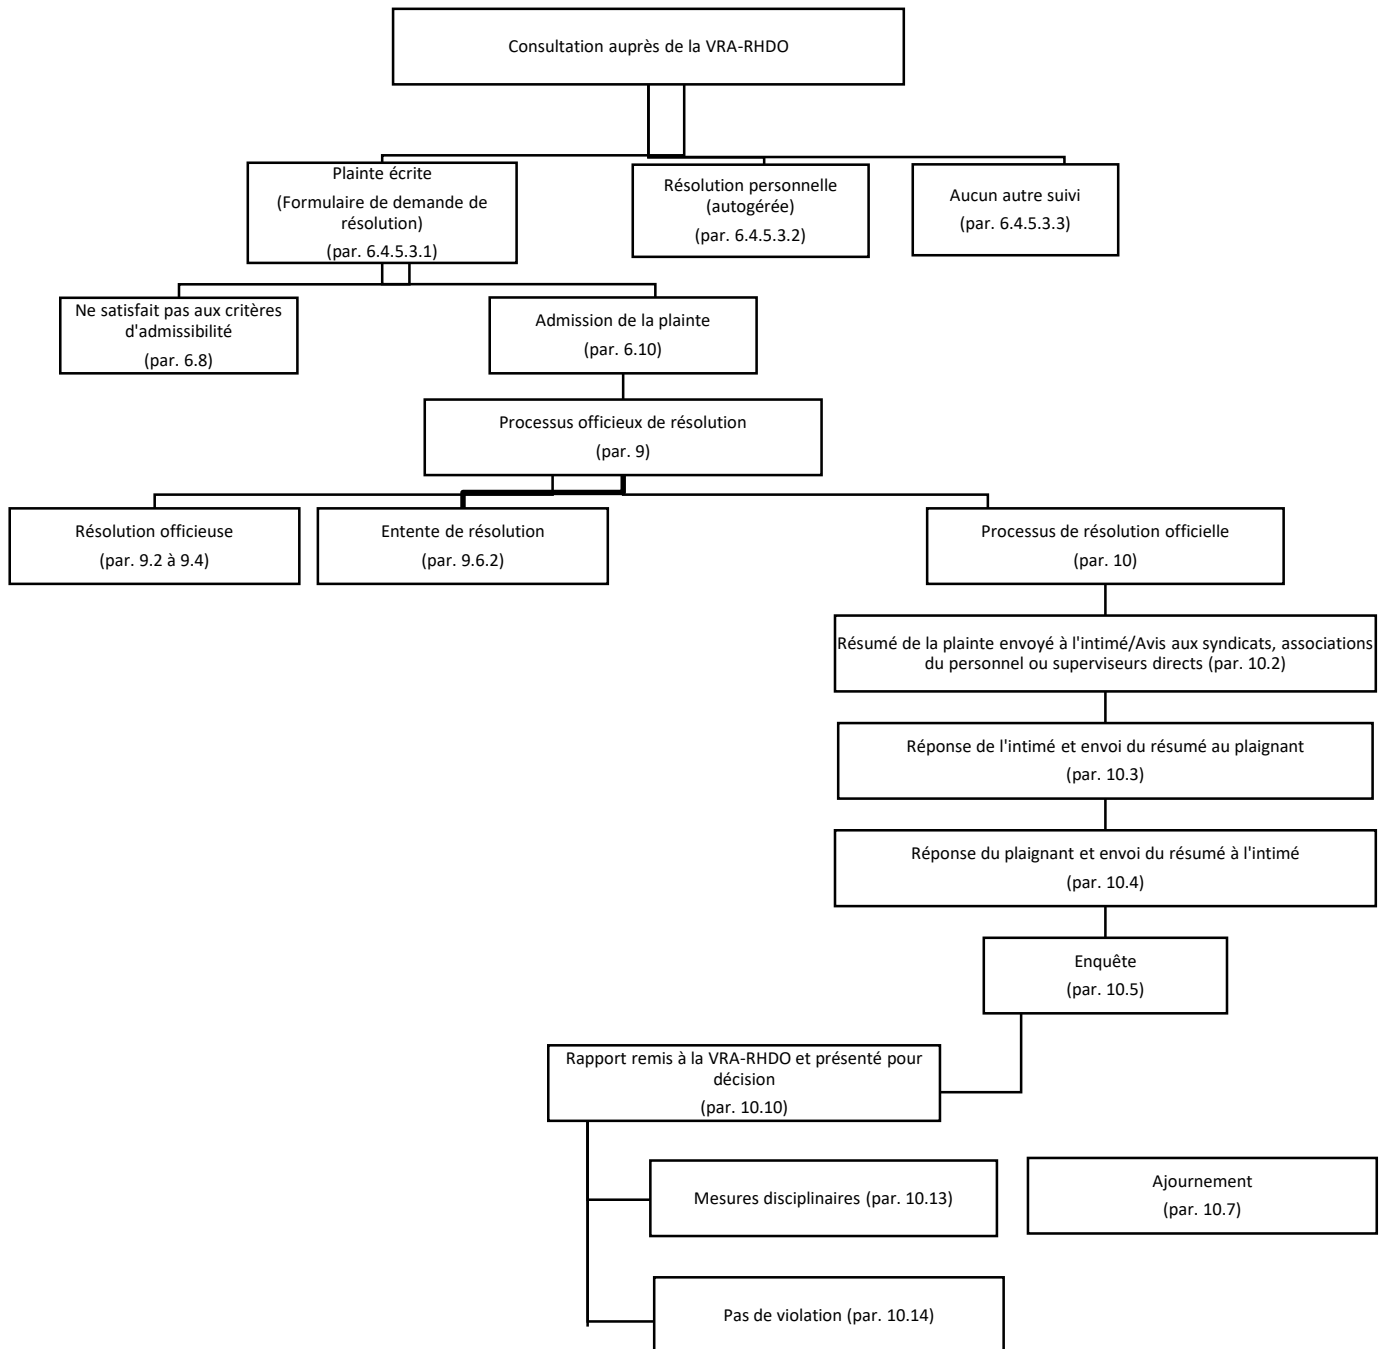 Consultation auprès de la VRA-RHDO
Plainte écrite
(Formulaire de demande de
résolution)
(par. 6.4.5.3.1)
Résolution personnelle
(autogérée)
(par. 6.4.5.3.2)
Aucun autre suivi
(par. 6.4.5.3.3)
Ne satisfait pas aux critères
d'admissibilité
(par. 6.8)
Admission de la plainte
(par. 6.10)
Processus officieux de résolution
(par. 9)
Résolution officieuse
(par. 9.2 à 9.4)
Entente de résolution
(par. 9.6.2)
Processus de résolution officielle
(par. 10)
Résumé de la plainte envoyé à l'intimé/Avis aux syndicats, associations
du personnel ou superviseurs directs (par. 10.2)
Réponse de l'intimé et envoi du résumé au plaignant
(par. 10.3)
Réponse du plaignant et envoi du résumé à l'intimé
(par. 10.4)
Enquête
(par. 10.5)
Rapport remis à la VRA-RHDO et présenté pour
décision
(par. 10.10)
Mesures disciplinaires (par. 10.13)
Ajournement
(par. 10.7)
Pas de violation (par. 10.14)